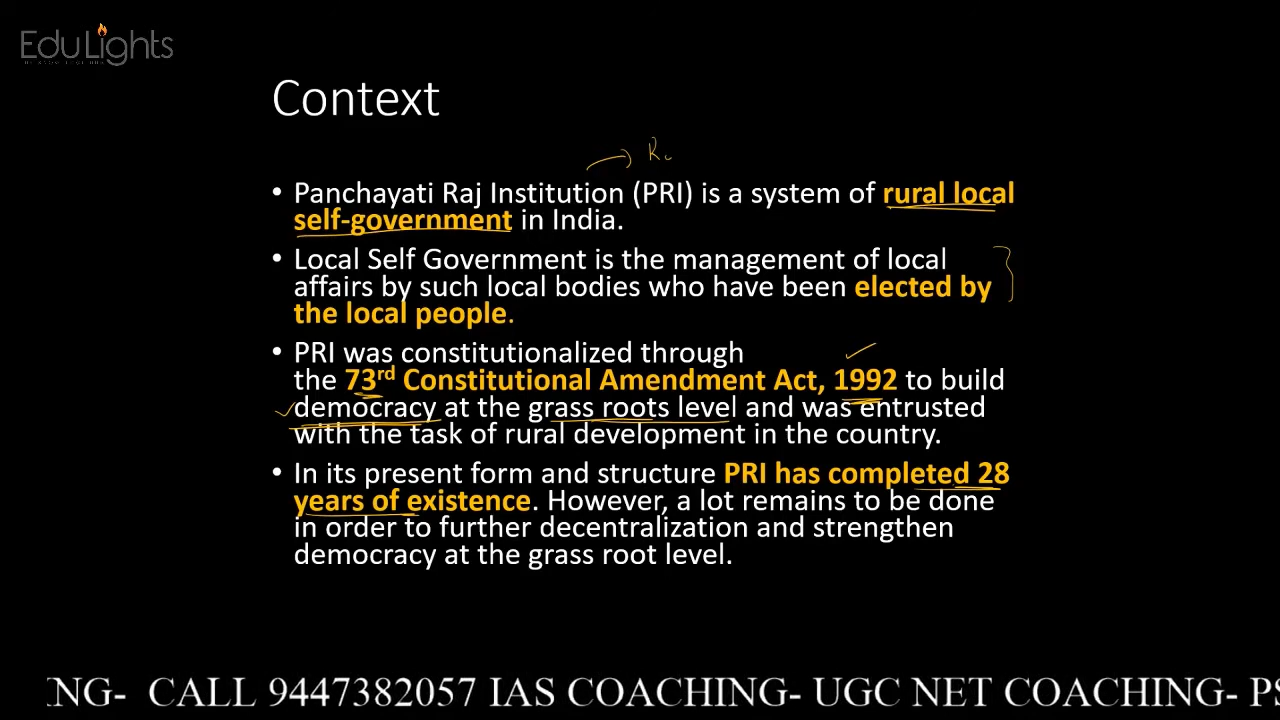 EduLights
Context
R
• Panchayati Raj Institution (PRI) is a system of rural local
self-government in India.
• Local Self Government is the management of local
affairs by such local bodies who have been elected by
the local people.
• PRI was constitutionalized through
the 73rd Constitutional Amendment Act, 1992 to build
democracy at the grass roots level and was entrusted
with the task of rural development in the country.
• In its present form and structure PRI has completed 28
years of existence. However, a lot remains to be done
in order to further decentralization and strengthen
democracy at the grass root level.
NG- CALL 9447382057 IAS COACHING- UGC NET COACHING- PS